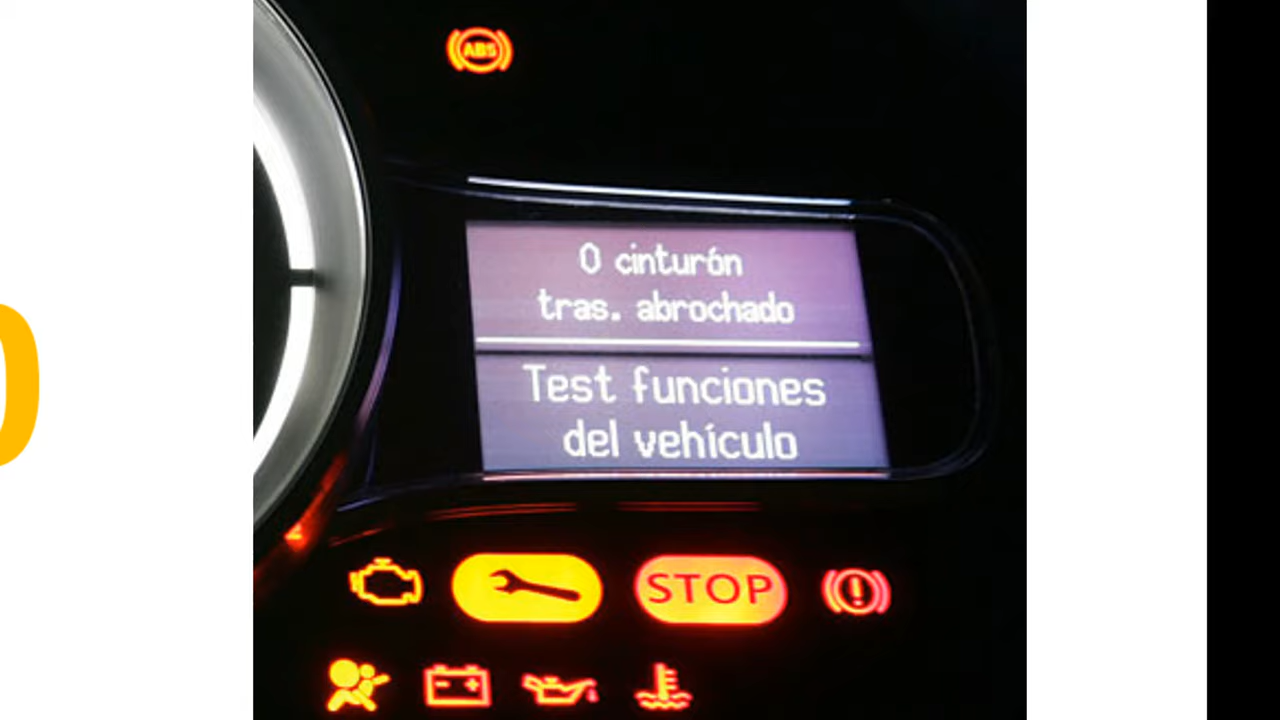 ABS
0 cinturón
tras. abrochado
Test funciones
del vehículo
STOP